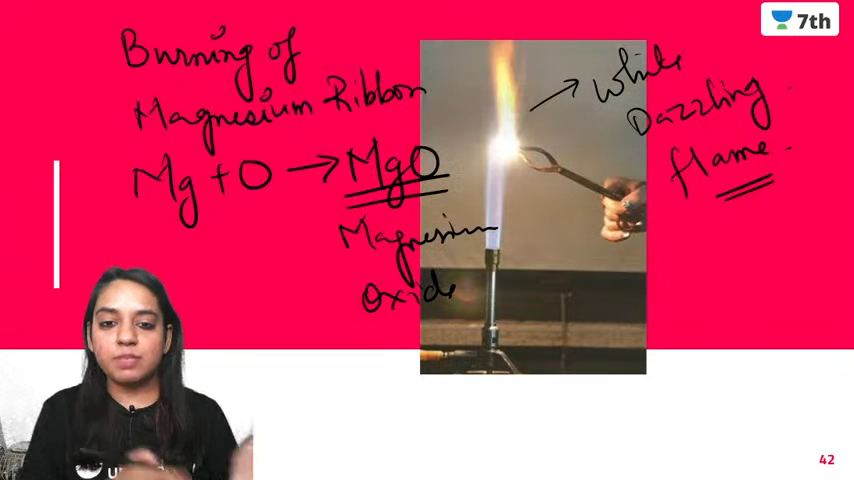 7th
Burning of
Magnesium Ribbon
Mg + O → MgO
Magnesium
Oxide
White
Dazzling
flame
42